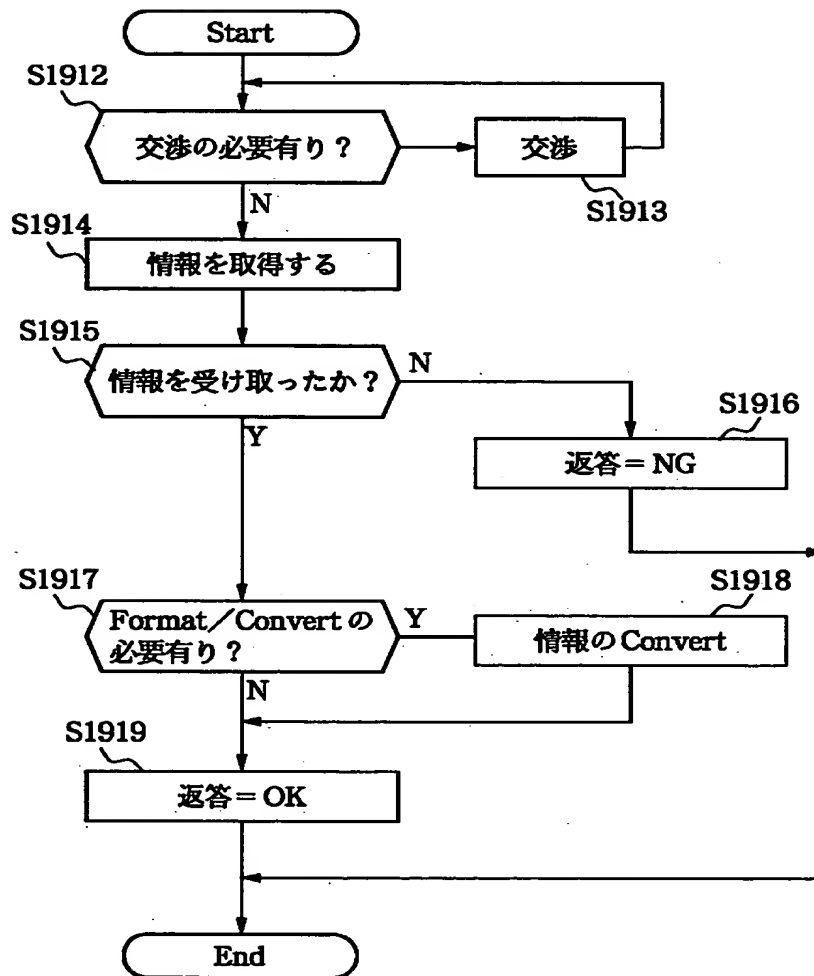 Start
S1912
交渉の必要有り?
交渉
S1913
N
S1914
情報を取得する
S1915
情報を受け取ったか?
N
Y
S1916
返答=NG
S1917
Format/Convertの
必要有り?
Y
S1918
情報のConvert
N
S1919
返答=OK
End